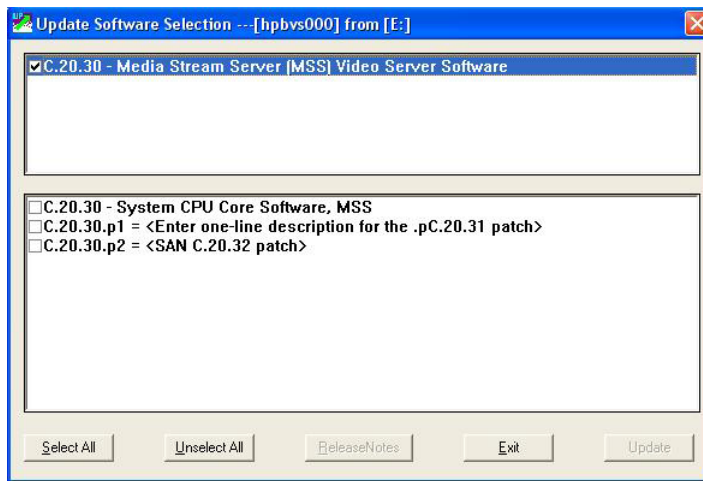 Update Software Selection ---[hpbvs000] from [E:]
C.20.30 - Media Stream Server (MSS) Video Server Software
C.20.30 - System CPU Core Software, MSS
C.20.30.p1 = <Enter one-line description for the .pC.20.31 patch>
C.20.30.p2 = <SAN C.20.32 patch>
Select All Unselect All ReleaseNotes Exit Update